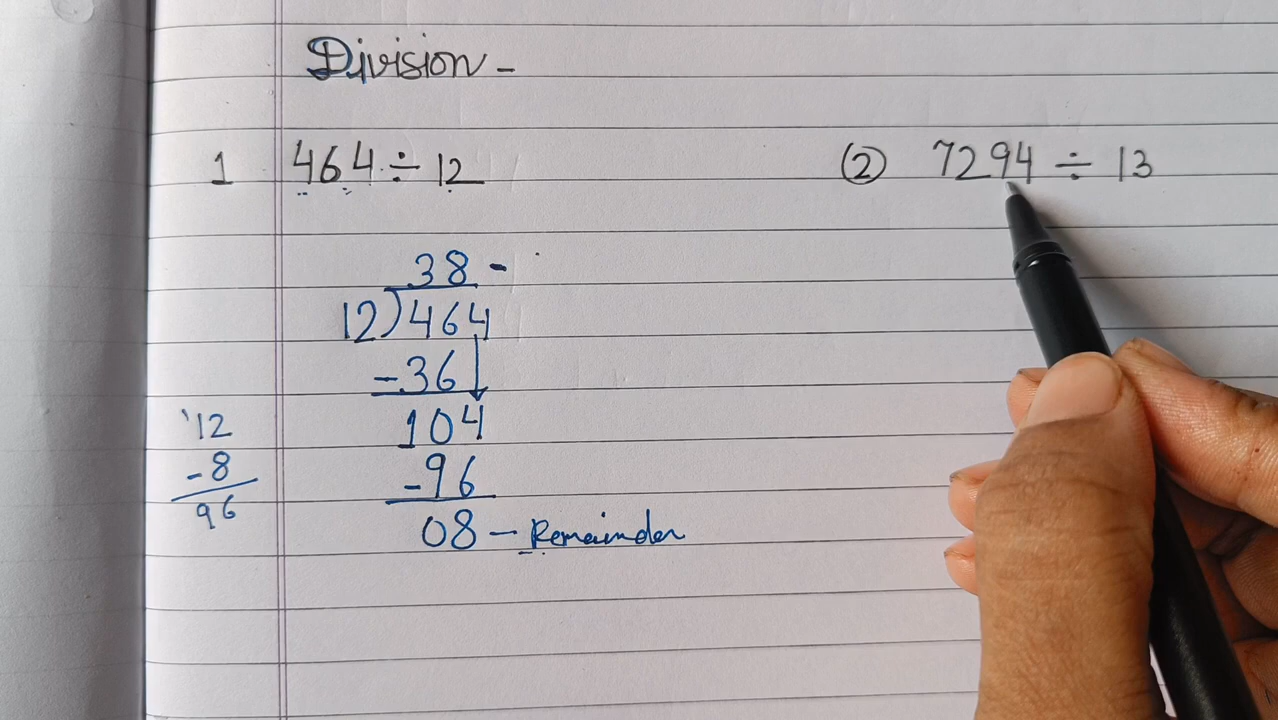 Division -
1 464 ÷ 12
② 7294 ÷ 13
38 -
12)464
-36
104
-96
08 - Remainder
12
-8
96